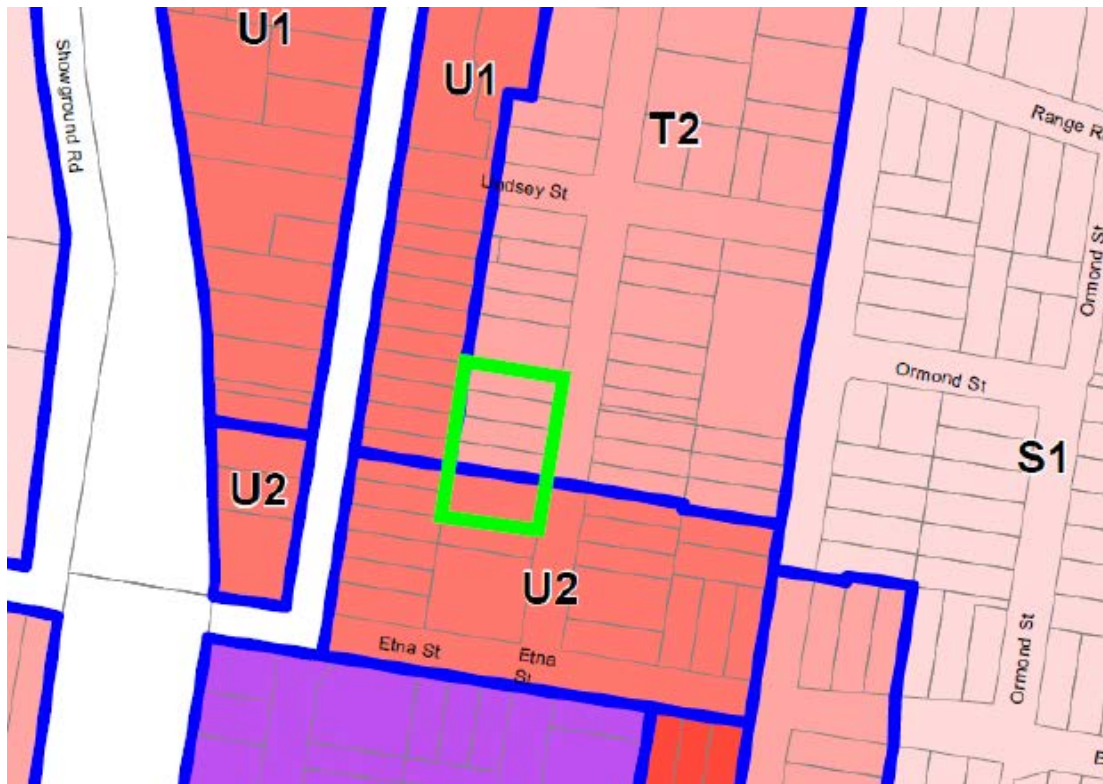 U1
U1
Showground Rd
T2
Range R
Lindsey St
Ormond St
Ormond St
S1
U2
U2
Ormond St
Etna St
Etna
St
E